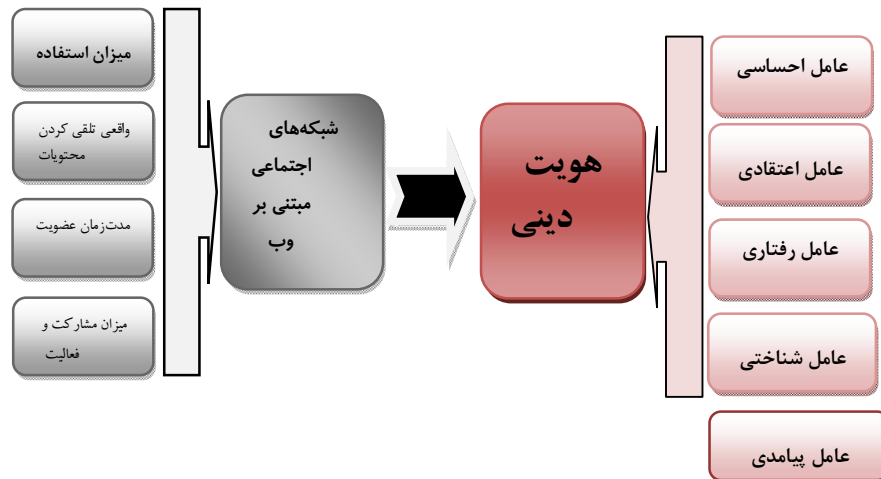 عامل احساسی
عامل اعتقادی
عامل رفتاری
عامل شناختی
عامل پیامدی
هویت
دینی
شبکه‌های
اجتماعی
مبتنی بر
وب
میزان استفاده
واقعی تلقی کردن
محتویات
مدت‌زمان عضویت
میزان مشارکت و
فعالیت